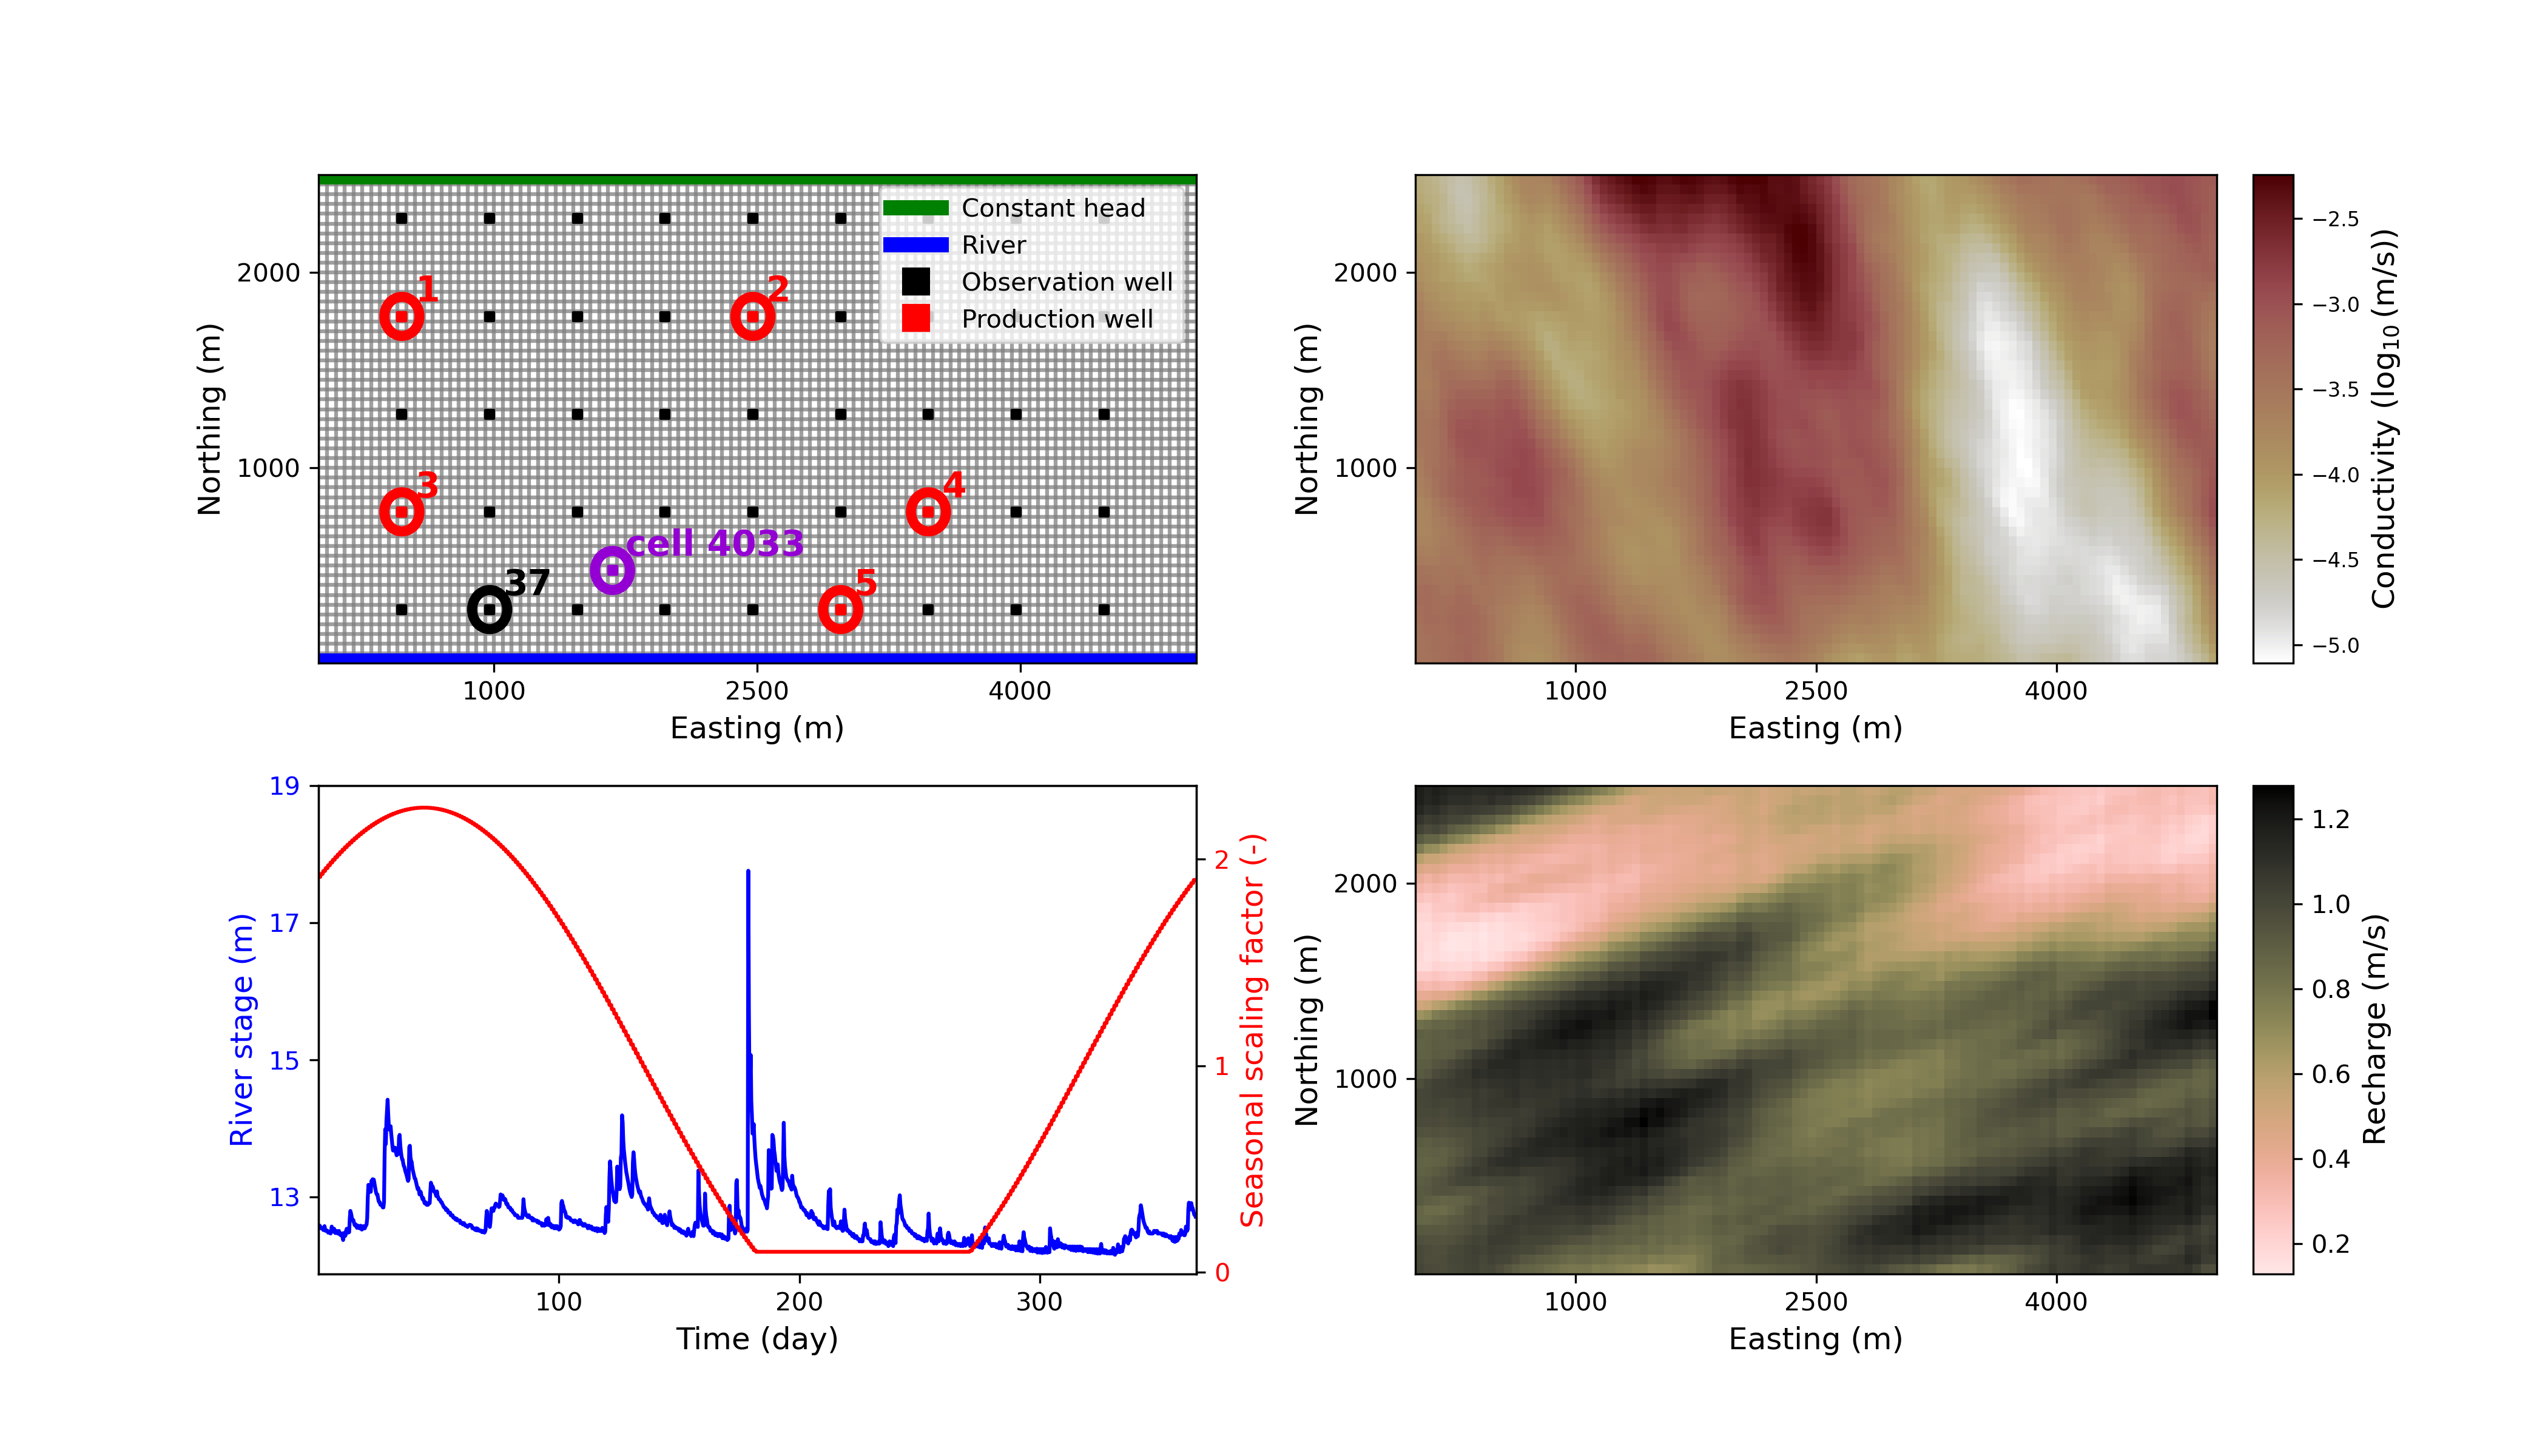 Constant head
River
Observation well
Production well
1
2
3
4
cell 4033
37
5
2000
1000
Northing (m)
1000
2500
4000
Easting (m)
2000
1000
Northing (m)
1000
2500
4000
Easting (m)
−2.5
−3.0
−3.5
−4.0
−4.5
−5.0
Conductivity (log10 (m/s))
19
17
15
13
River stage (m)
2
1
0
Seasonal scaling factor (-)
100
200
300
Time (day)
2000
1000
Northing (m)
1000
2500
4000
Easting (m)
1.2
1.0
0.8
0.6
0.4
0.2
Recharge (m/s)